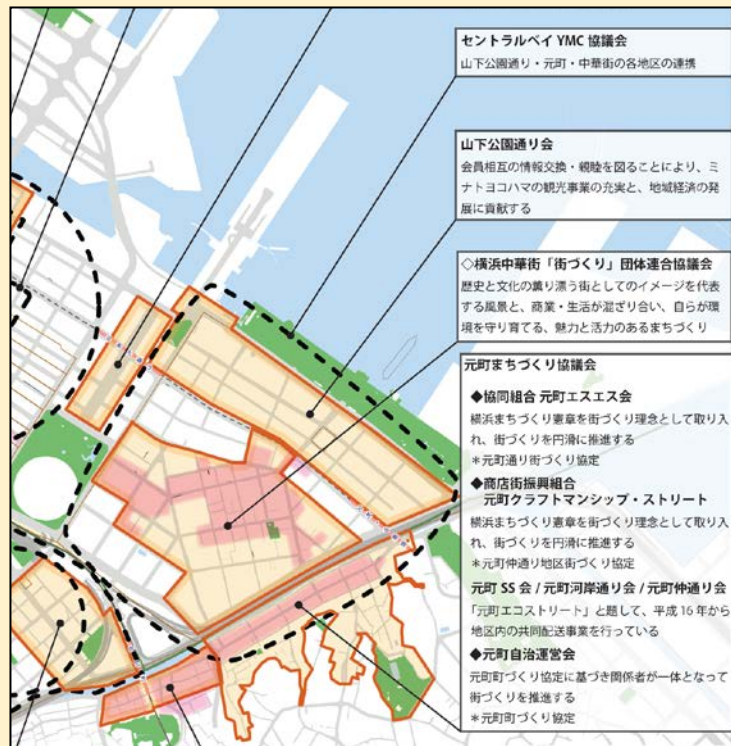 セントラルベイ YMC 協議会
山下公園通り・元町・中華街の各地区の連携
山下公園通り会
会員相互の情報交換・親睦を図ることにより、ミ
ナトヨコハマの観光事業の充実と、地域経済の発
展に貢献する
◇横浜中華街「街づくり」団体連合協議会
歴史と文化の薫り漂う街としてのイメージを代表
する風景と、商業・生活が混ざり合い、自らが環
境を守り育てる、魅力と活力のあるまちづくり
元町まちづくり協議会
◆協同組合 元町エスエス会
横浜まちづくり憲章を街づくり理念として取り入
れ、街づくりを円滑に推進する
＊元町通り街づくり協定
◆商店街振興組合
元町クラフトマンシップ・ストリート
横浜まちづくり憲章を街づくり理念として取り入
れ、街づくりを円滑に推進する
＊元町仲通り地区街づくり協定
元町 SS 会 / 元町河岸通り会 / 元町仲通り会
「元町エコストリート」と題して、平成 16 年から
地区内の共同配送事業を行っている
◆元町自治運営会
元町町づくり協定に基づき関係者が一体となって
街づくりを推進する
＊元町町づくり協定